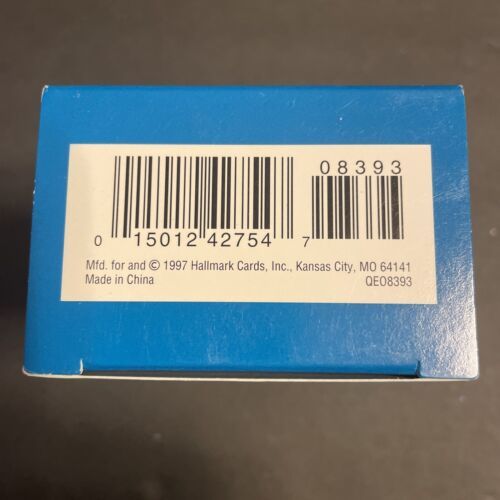 08393
0 15012 42754 7
Mfd. for and © 1997 Hallmark Cards, Inc., Kansas City, MO 64141
Made in China QEO8393